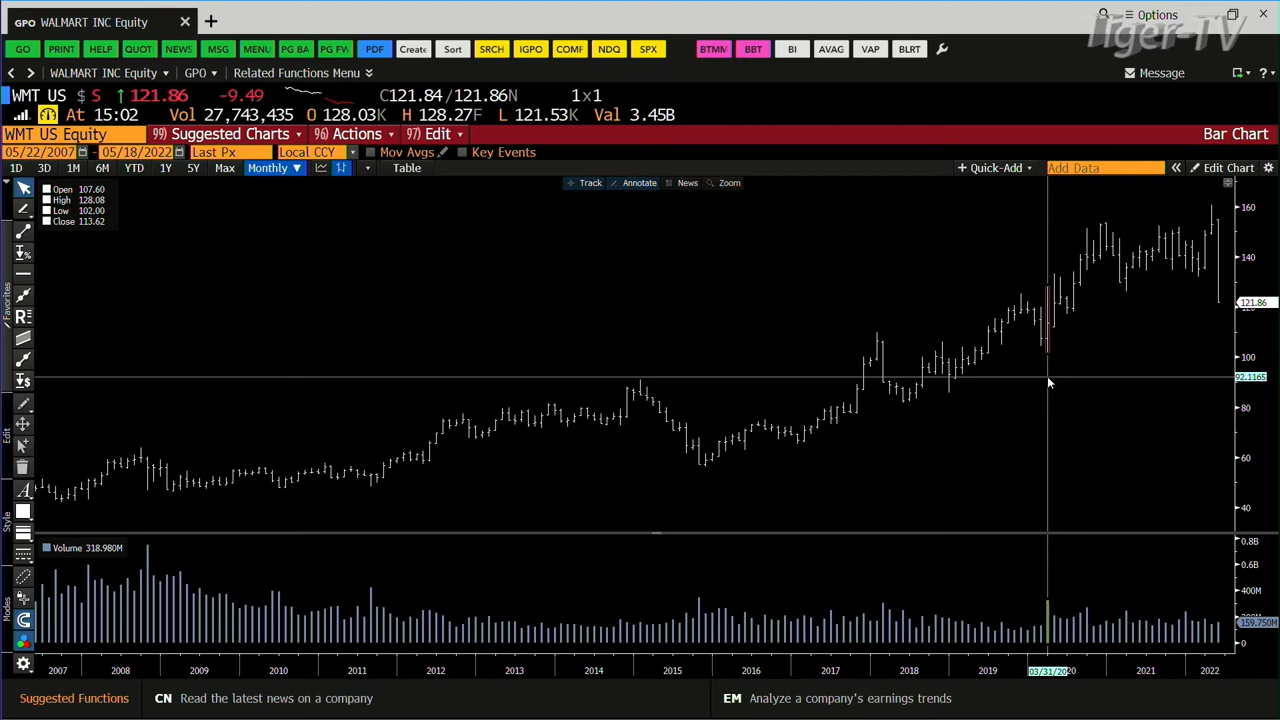 GPO WALMART INC Equity × +
Options
Tiger-TV
GO PRINT HELP QUOT NEWS MSG MENU PG BA PG FW PDF Create Sort SRCH IGPO COMF NDQ SPX BTMM BBT BI AVAG VAP BLRT
WALMART INC Equity GPO Related Functions Menu Message ?
WMT US $ S ↑ 121.86 -9.49 C121.84/121.86N 1x1
At 15:02 Vol 27,743,435 O 128.03K H 128.27F L 121.53K Val 3.45B
WMT US Equity 99) Suggested Charts 96) Actions 97) Edit Bar Chart
05/22/2007 - 05/18/2022 Last Px Local CCY Mov Avgs Key Events
1D 3D 1M 6M YTD 1Y 5Y Max Monthly ▼ Table + Quick-Add Add Data « Edit Chart
Track Annotate News Zoom
Open 107.60
High 128.08
Low 102.00
Close 113.62
160
140
121.86
120
100
92.1165
80
60
40
Favorites
Edit
Style
Modes
Volume 318.980M
0.8B
0.6B
400M
200M
159.750M
0
2007 2008 2009 2010 2011 2012 2013 2014 2015 2016 2017 2018 2019 03/31/20 20 2021 2022
Suggested Functions CN Read the latest news on a company EM Analyze a company's earnings trends